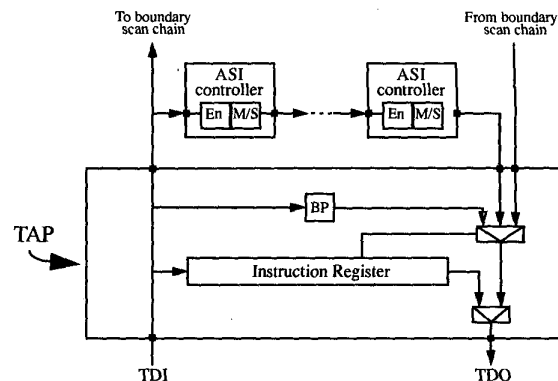 To boundary
scan chain
From boundary
scan chain
ASI
controller
En M/S
ASI
controller
En M/S
BP
TAP
Instruction Register
TDI
TDO